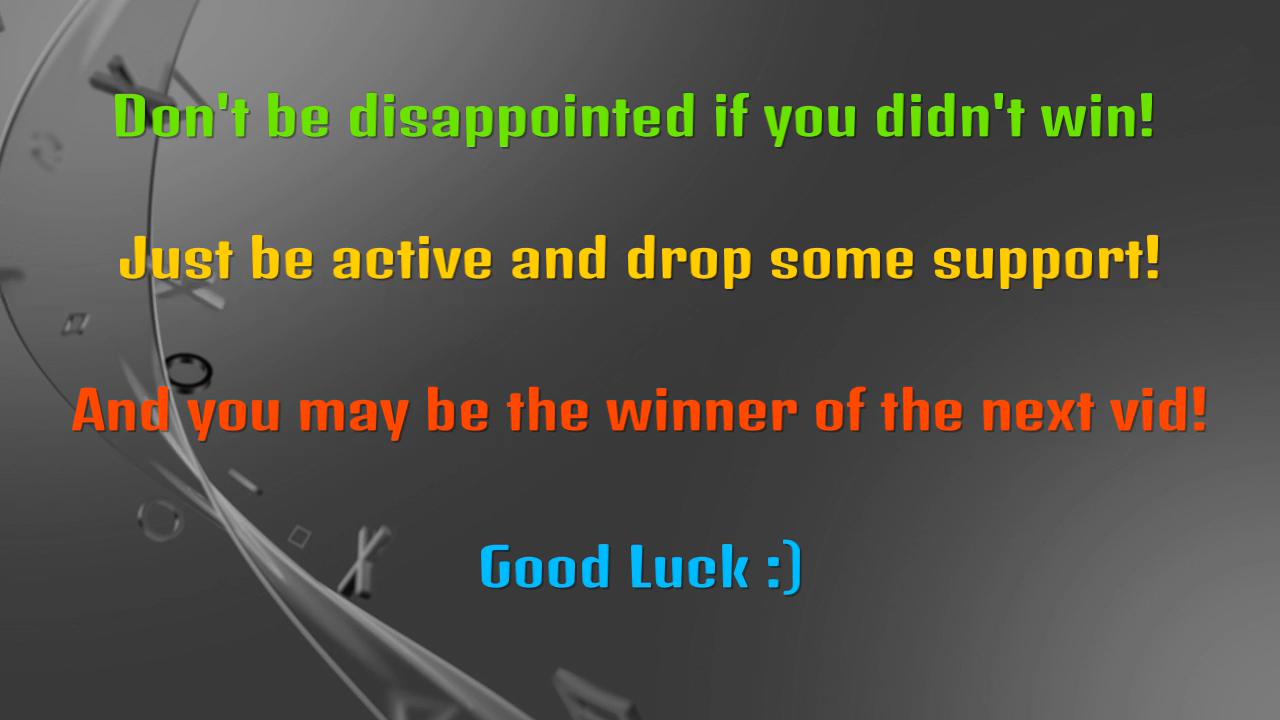 Don't be disappointed if you didn't win!
Just be active and drop some support!
And you may be the winner of the next vid!
Good Luck :)